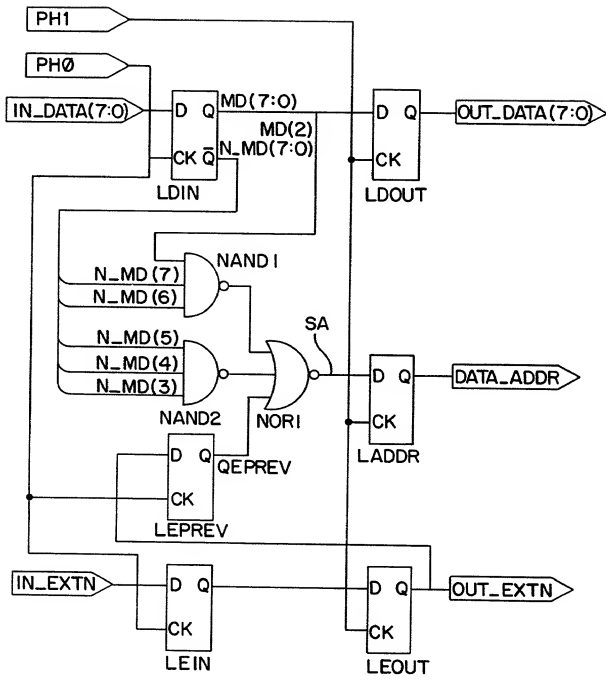 PH1
PHØ
IN_DATA(7:0)
D Q
CK Q̅
LDIN
MD(7:0)
MD(2)
N_MD(7:0)
D Q
CK
LDOUT
OUT_DATA(7:0)
NAND1
N_MD(7)
N_MD(6)
N_MD(5)
N_MD(4)
N_MD(3)
NAND2
NOR1
SA
D Q
CK
LADDR
DATA_ADDR
D Q
CK
LEPREV
QEPREV
IN_EXTN
D Q
CK
LEIN
D Q
CK
LEOUT
OUT_EXTN